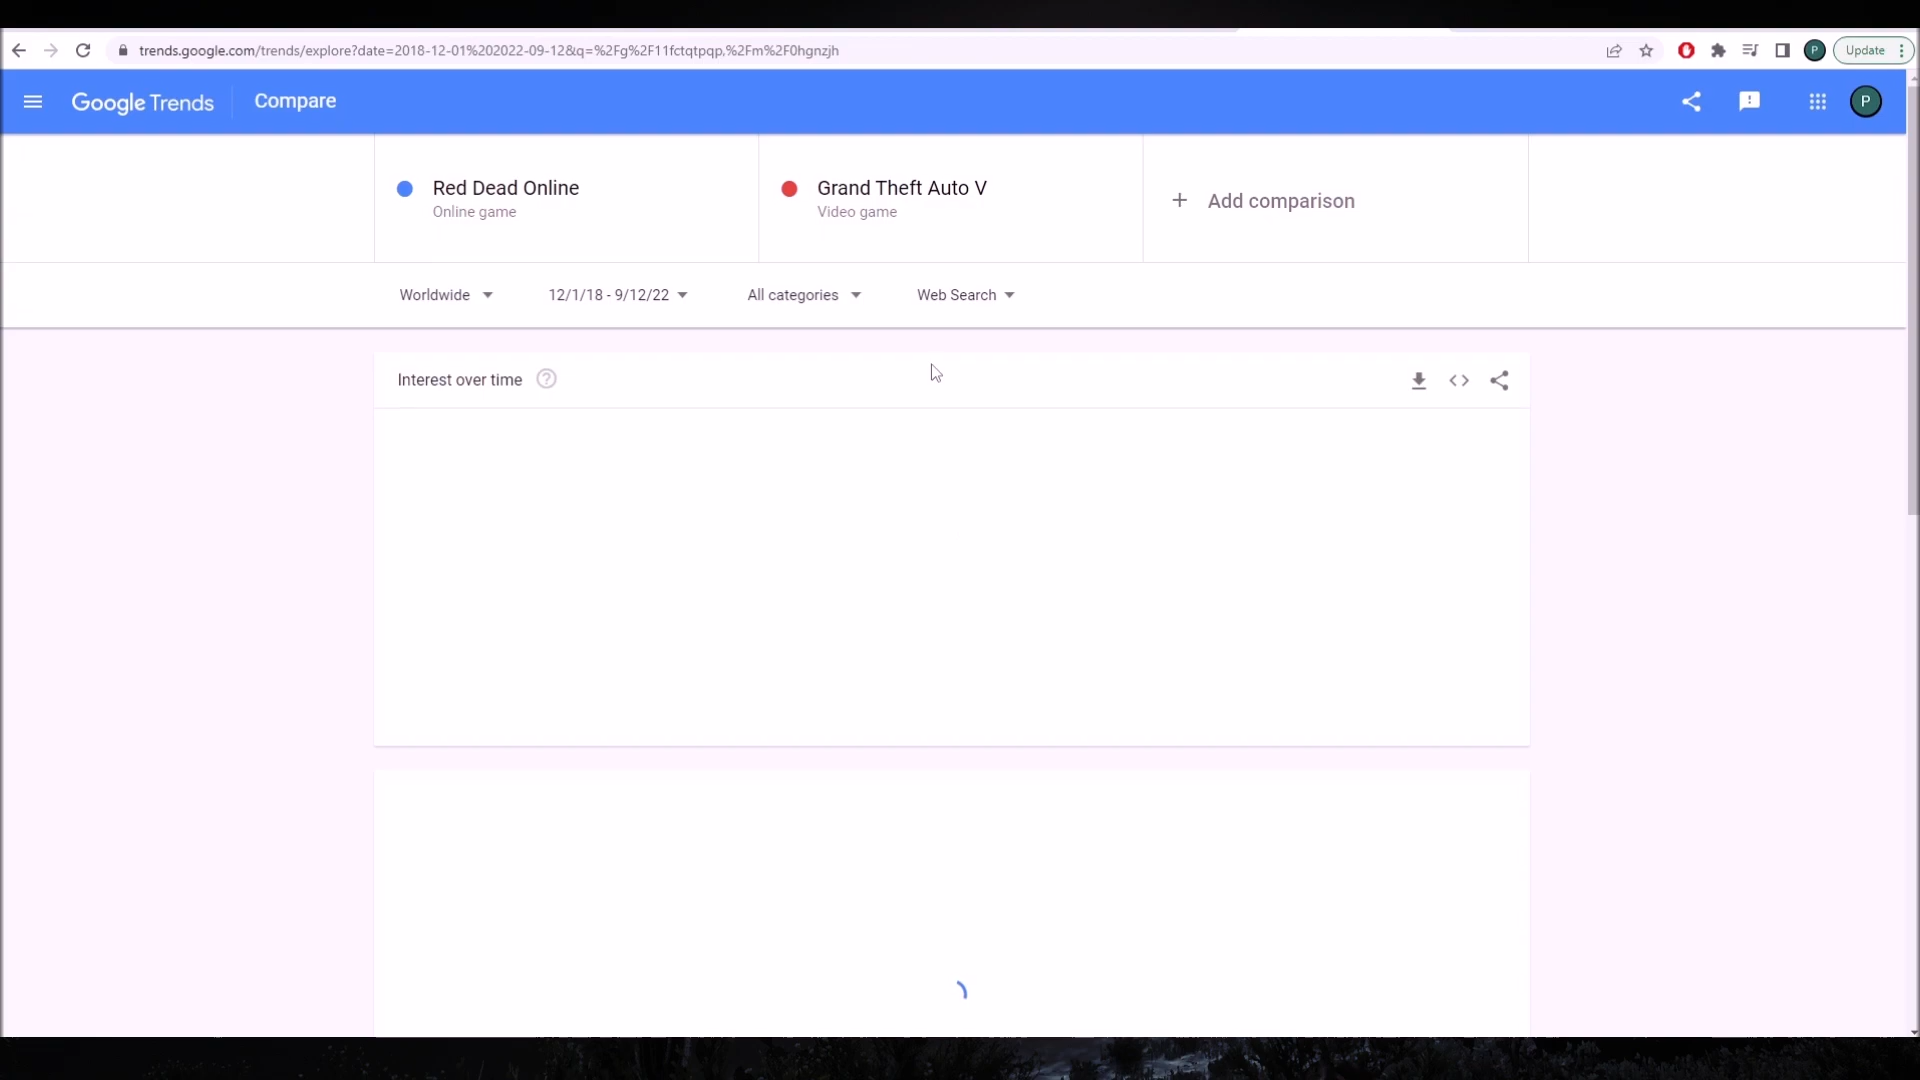 trends.google.com/trends/explore?date=2018-12-01%202022-09-12&q=%2Fg%2F11fctqtpqp,%2Fm%2F0hgnzjh
P
Update
Google Trends
Compare
P
Red Dead Online
Online game
Grand Theft Auto V
Video game
+ Add comparison
Worldwide
12/1/18 - 9/12/22
All categories
Web Search
Interest over time